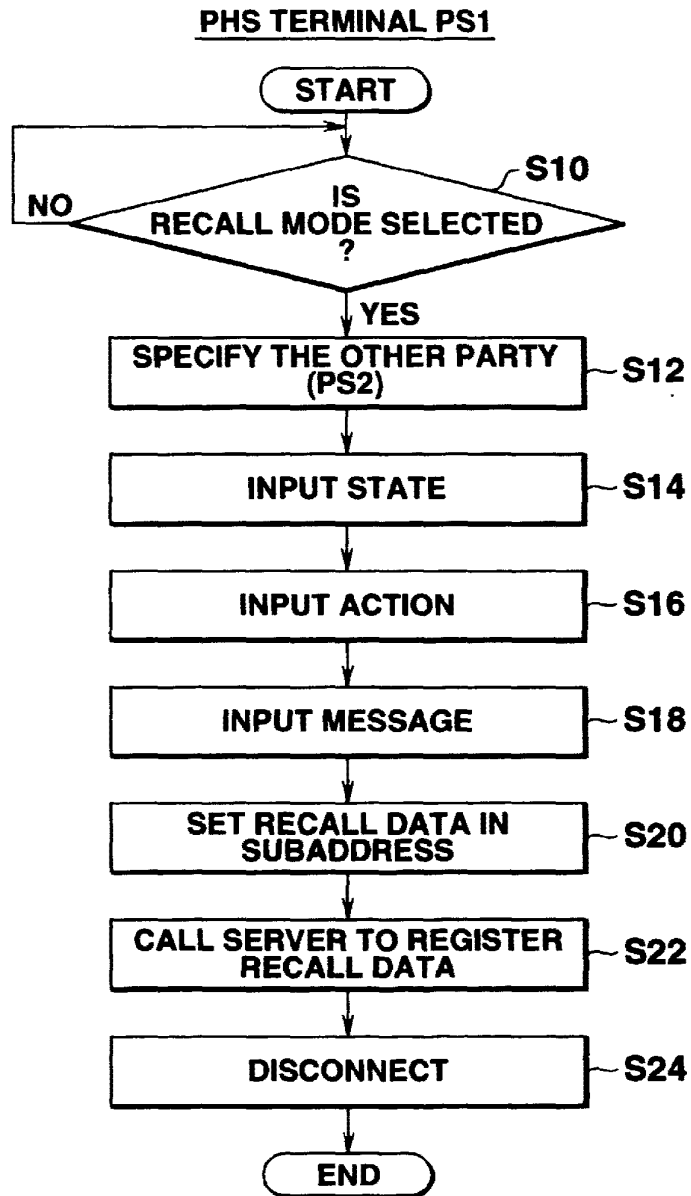 PHS TERMINAL PS1
START
S10
IS
RECALL MODE SELECTED
?
NO
YES
SPECIFY THE OTHER PARTY
(PS2)
S12
INPUT STATE
S14
INPUT ACTION
S16
INPUT MESSAGE
S18
SET RECALL DATA IN
SUBADDRESS
S20
CALL SERVER TO REGISTER
RECALL DATA
S22
DISCONNECT
S24
END